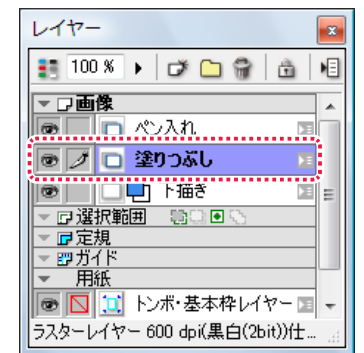 レイヤー
100 %
画像
ペン入れ
塗りつぶし
下描き
選択範囲
定規
ガイド
用紙
トンボ・基本枠レイヤー
ラスターレイヤー 600 dpi(黒白(2bit))仕...